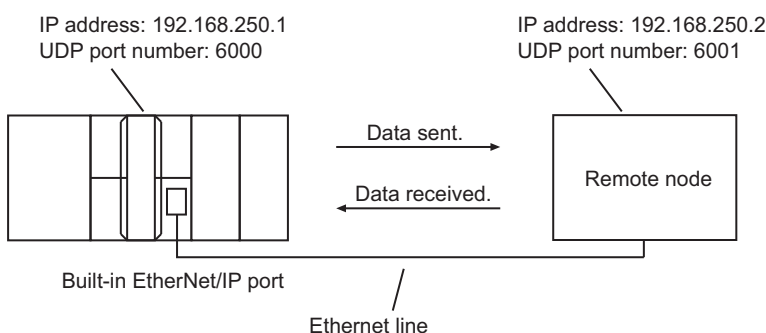 IP address: 192.168.250.1
UDP port number: 6000
IP address: 192.168.250.2
UDP port number: 6001
Data sent.
Data received.
Remote node
Built-in EtherNet/IP port
Ethernet line